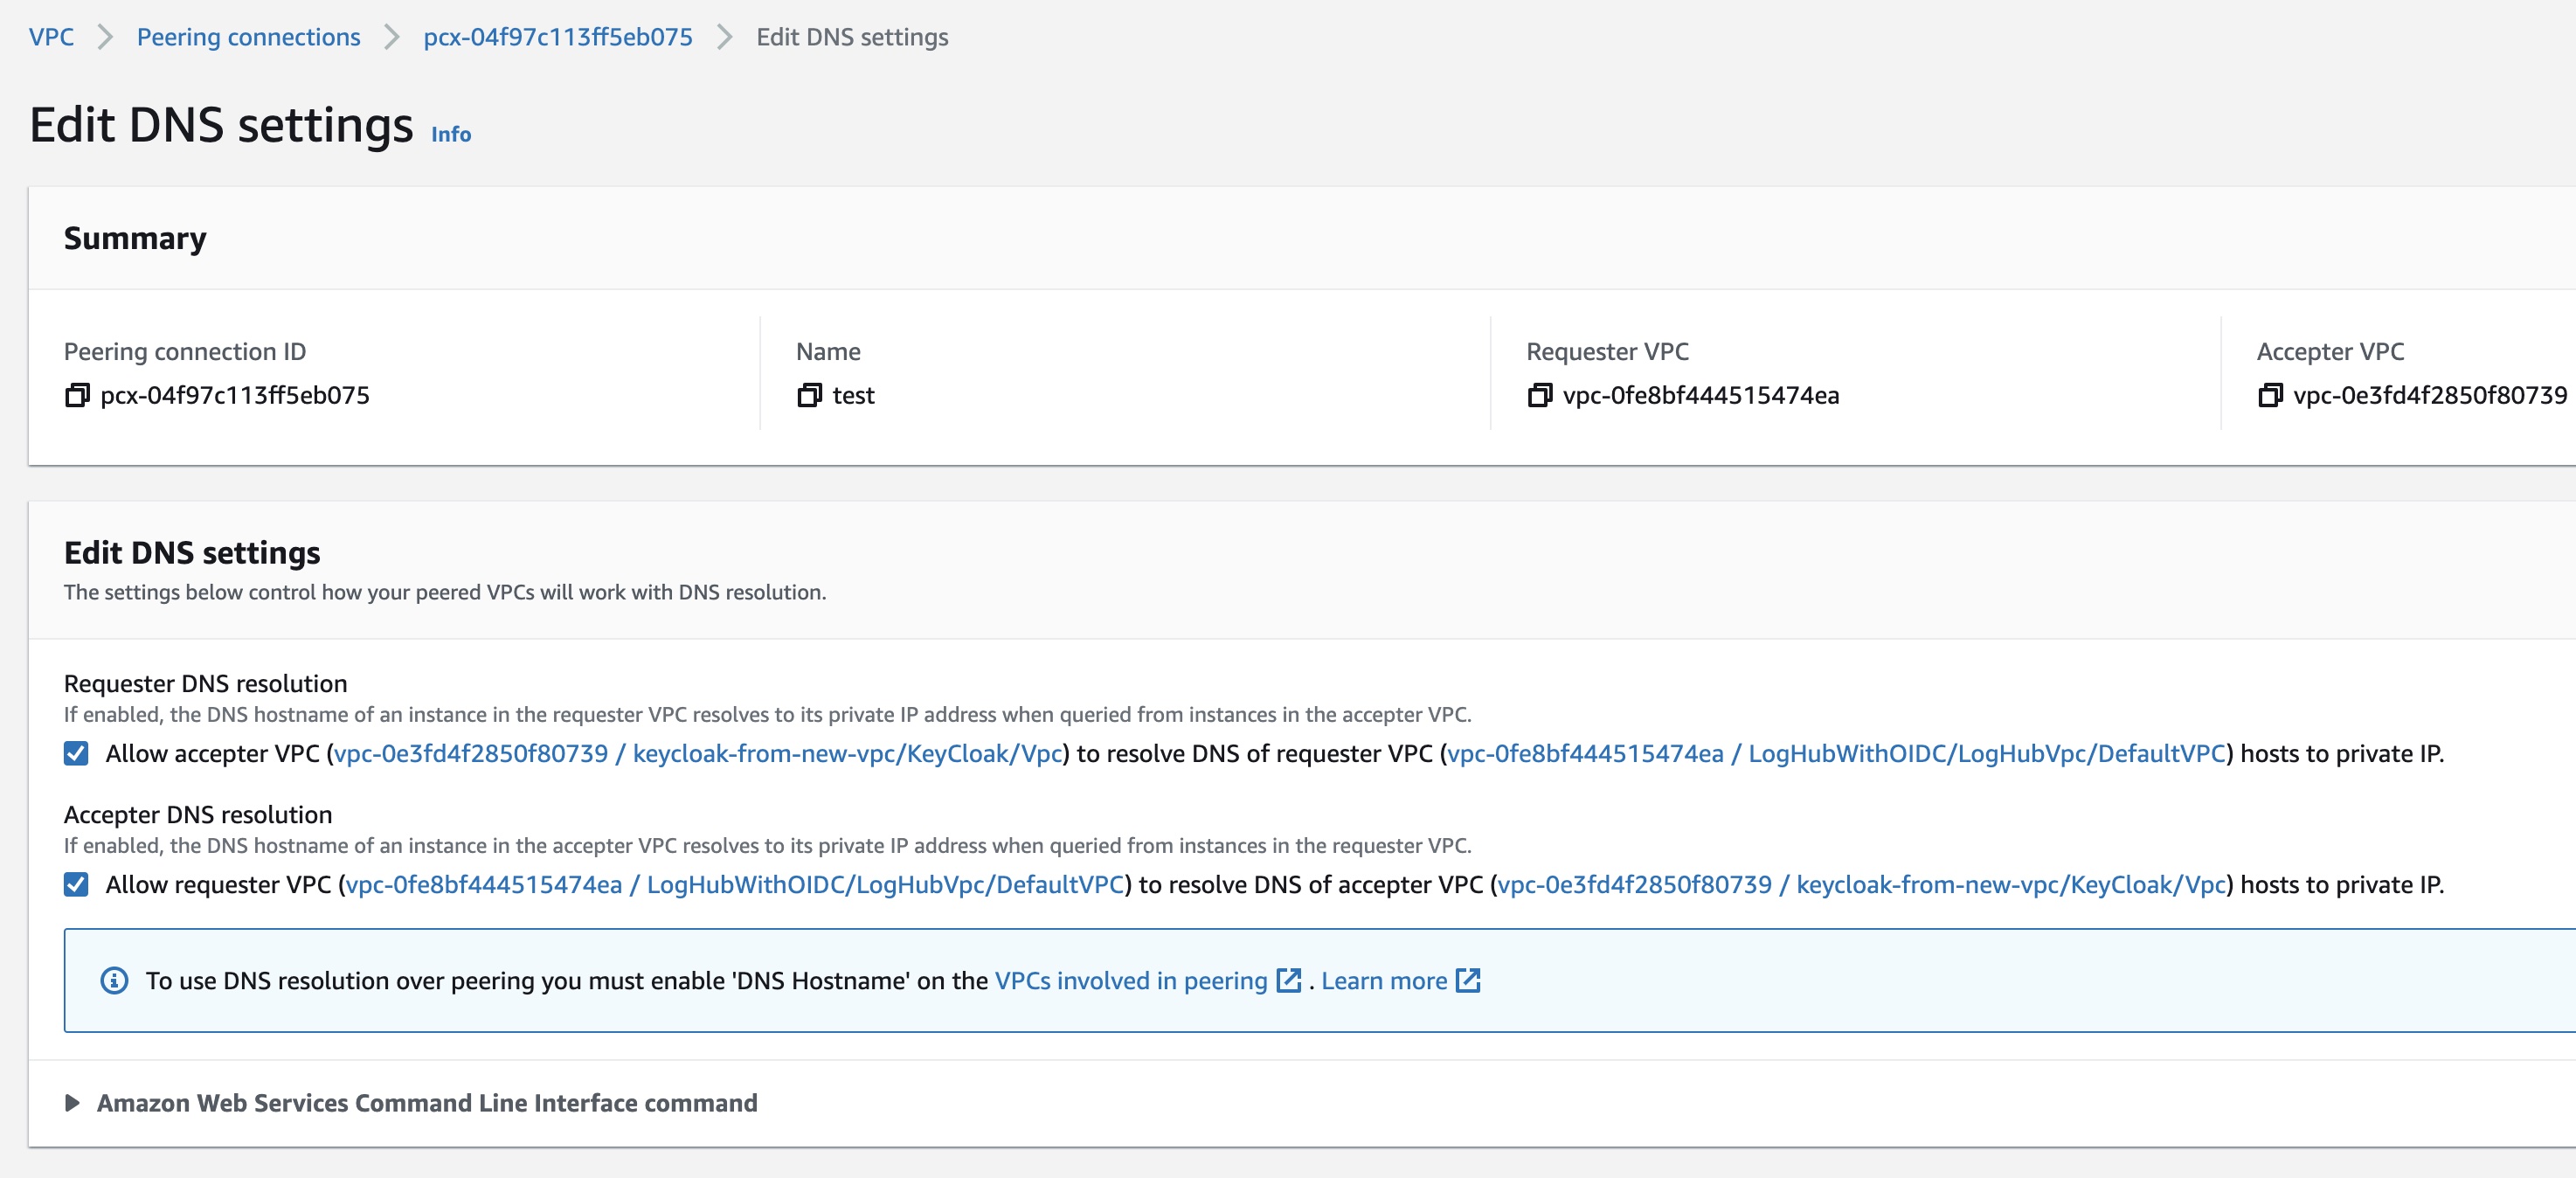 VPC > Peering connections > pcx-04f97c113ff5eb075 > Edit DNS settings
Edit DNS settings Info
Summary
Peering connection ID
pcx-04f97c113ff5eb075
Name
test
Requester VPC
vpc-0fe8bf444515474ea
Accepter VPC
vpc-0e3fd4f2850f80739
Edit DNS settings
The settings below control how your peered VPCs will work with DNS resolution.
Requester DNS resolution
If enabled, the DNS hostname of an instance in the requester VPC resolves to its private IP address when queried from instances in the accepter VPC.
Allow accepter VPC (vpc-0e3fd4f2850f80739 / keycloak-from-new-vpc/KeyCloak/Vpc) to resolve DNS of requester VPC (vpc-0fe8bf444515474ea / LogHubWithOIDC/LogHubVpc/DefaultVPC) hosts to private IP.
Accepter DNS resolution
If enabled, the DNS hostname of an instance in the accepter VPC resolves to its private IP address when queried from instances in the requester VPC.
Allow requester VPC (vpc-0fe8bf444515474ea / LogHubWithOIDC/LogHubVpc/DefaultVPC) to resolve DNS of accepter VPC (vpc-0e3fd4f2850f80739 / keycloak-from-new-vpc/KeyCloak/Vpc) hosts to private IP.
To use DNS resolution over peering you must enable 'DNS Hostname' on the VPCs involved in peering . Learn more
Amazon Web Services Command Line Interface command